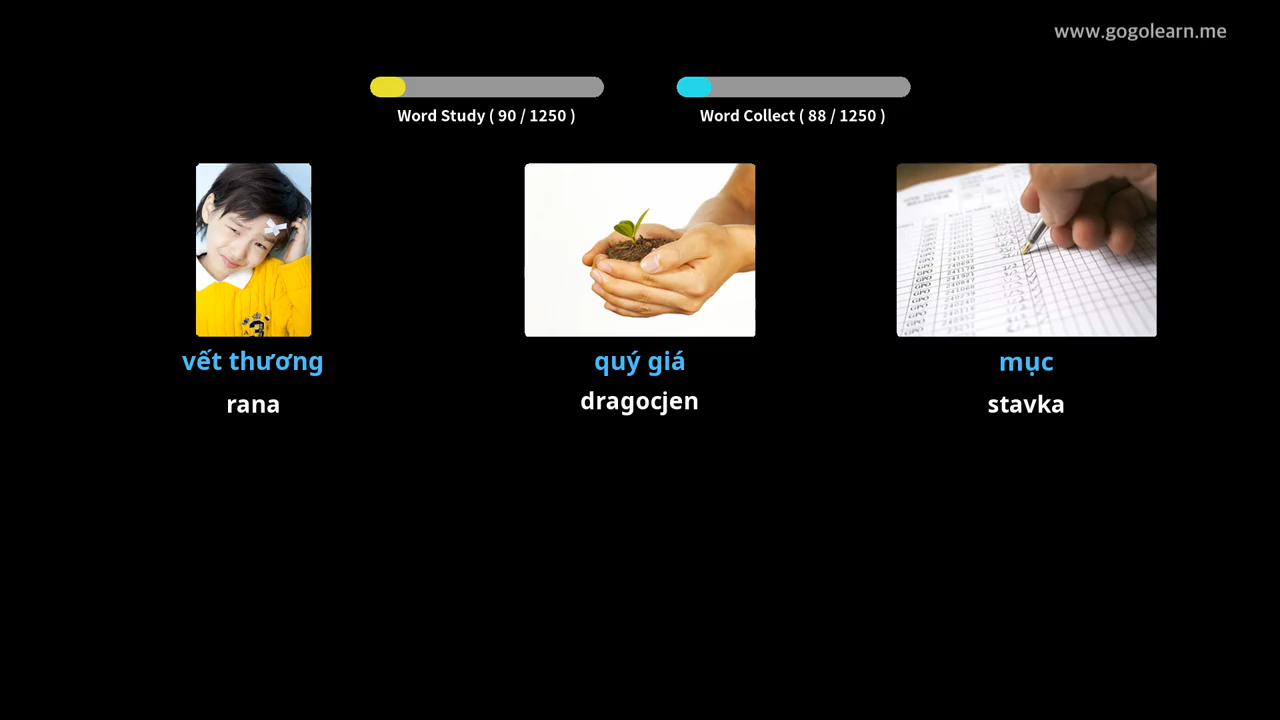 www.gogolearn.me
Word Study ( 90 / 1250 )
Word Collect ( 88 / 1250 )
vết thương
quý giá
mục
rana
dragocjen
stavka